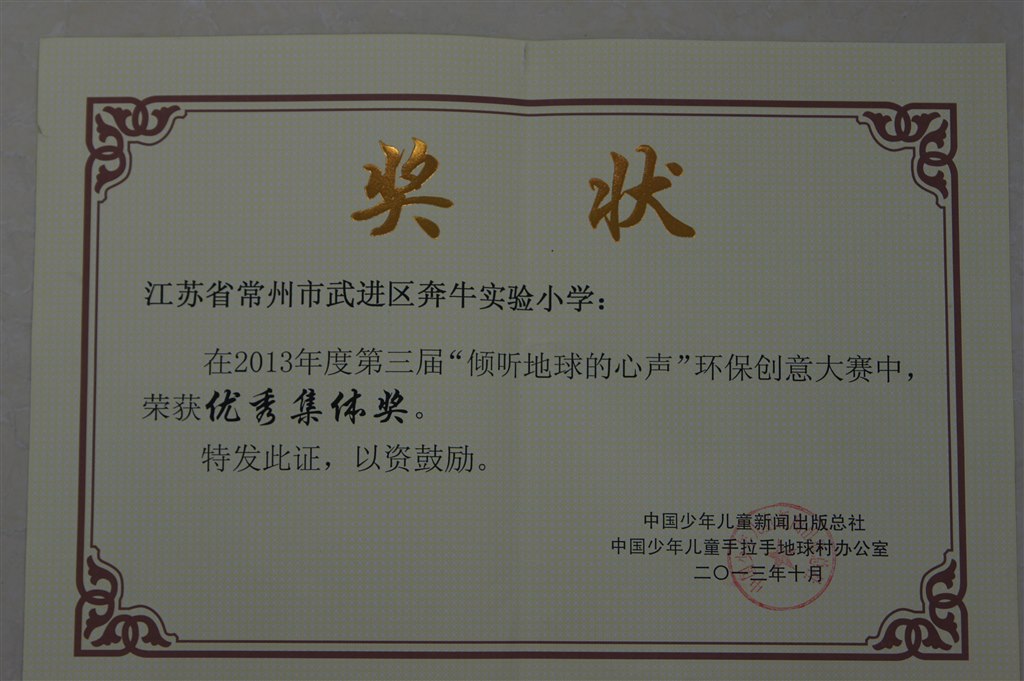 奖状
江苏省常州市武进区奔牛实验小学：
在2013年度第三届“倾听地球的心声”环保创意大赛中，
荣获优秀集体奖。
特发此证，以资鼓励。
中国少年儿童新闻出版总社
中国少年儿童手拉手地球村办公室
二〇一三年十月